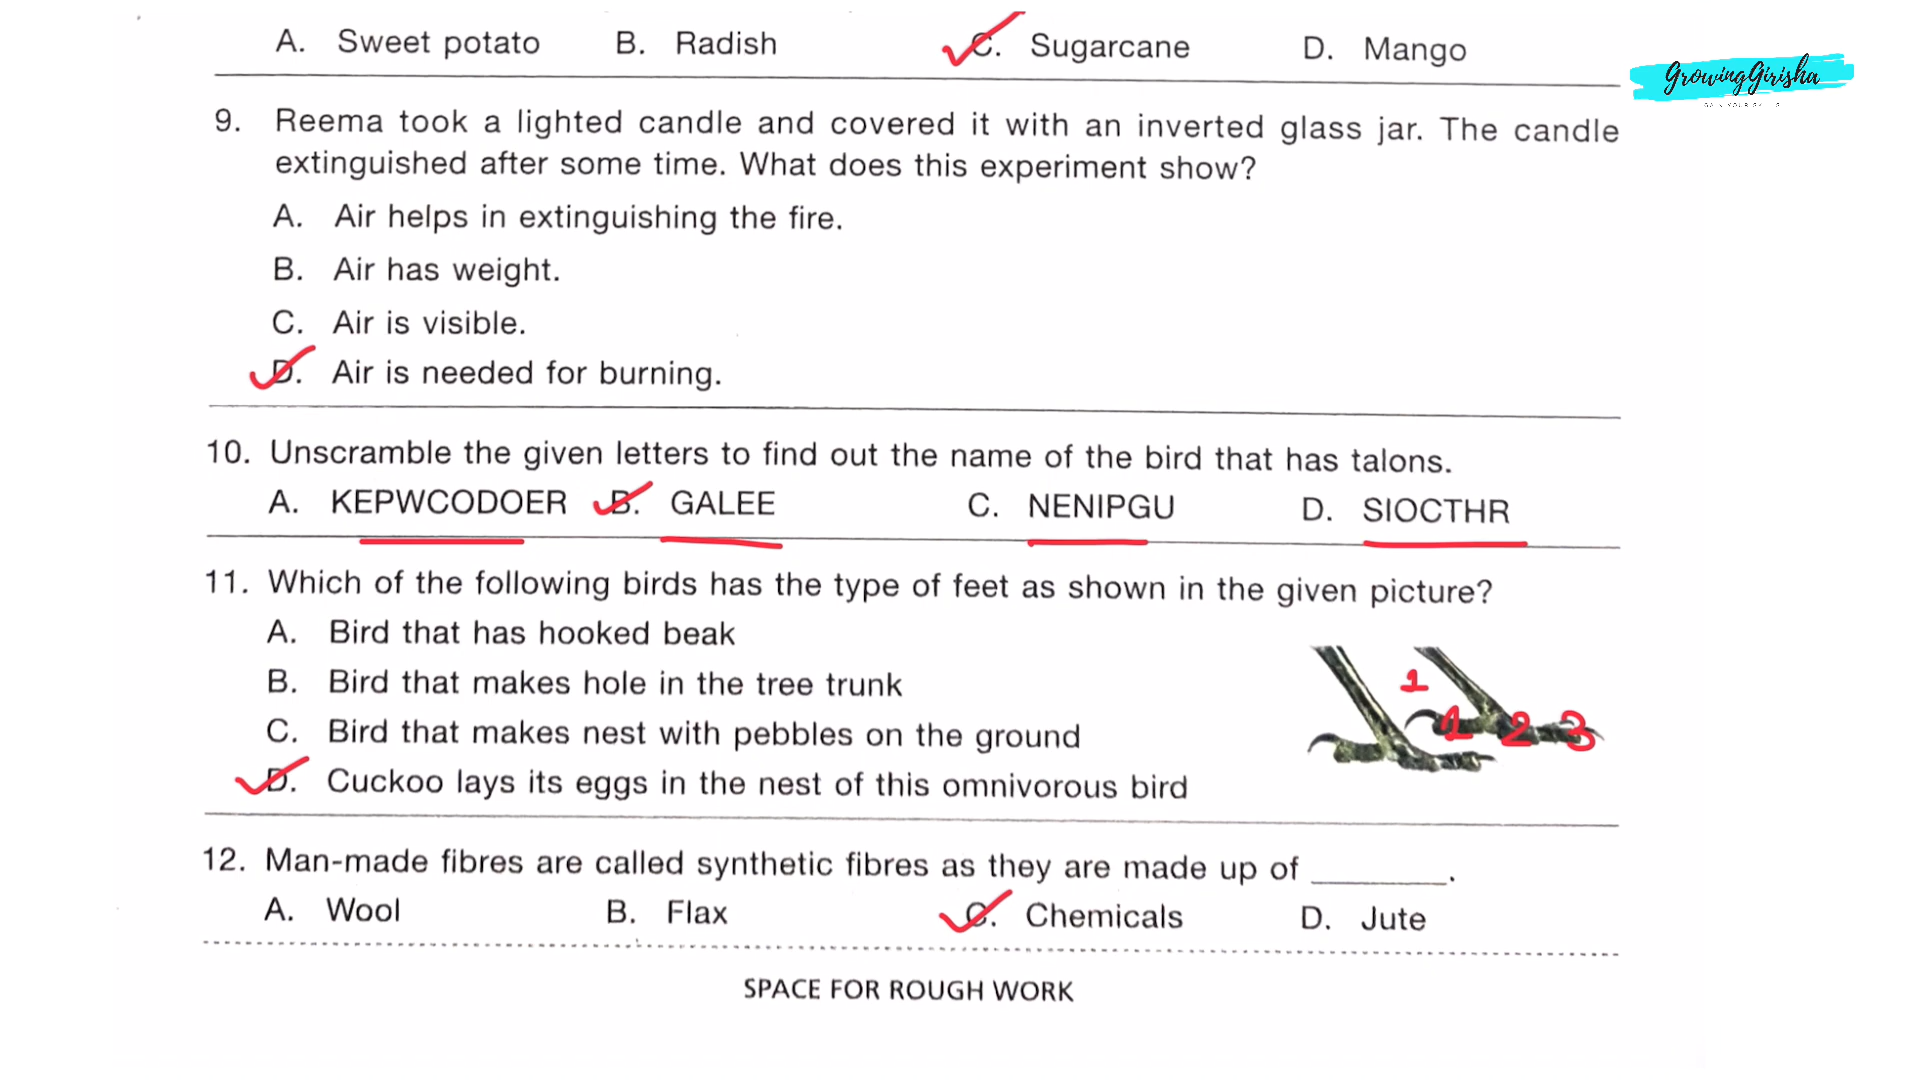 A. Sweet potato B. Radish C. Sugarcane D. Mango
GrowingGirisha
9. Reema took a lighted candle and covered it with an inverted glass jar. The candle
extinguished after some time. What does this experiment show?
A. Air helps in extinguishing the fire.
B. Air has weight.
C. Air is visible.
D. Air is needed for burning.
10. Unscramble the given letters to find out the name of the bird that has talons.
A. KEPWCODOER B. GALEE C. NENIPGU D. SIOCTHR
11. Which of the following birds has the type of feet as shown in the given picture?
A. Bird that has hooked beak
B. Bird that makes hole in the tree trunk
C. Bird that makes nest with pebbles on the ground
D. Cuckoo lays its eggs in the nest of this omnivorous bird
1
1 2 3
12. Man-made fibres are called synthetic fibres as they are made up of ________.
A. Wool B. Flax C. Chemicals D. Jute
SPACE FOR ROUGH WORK